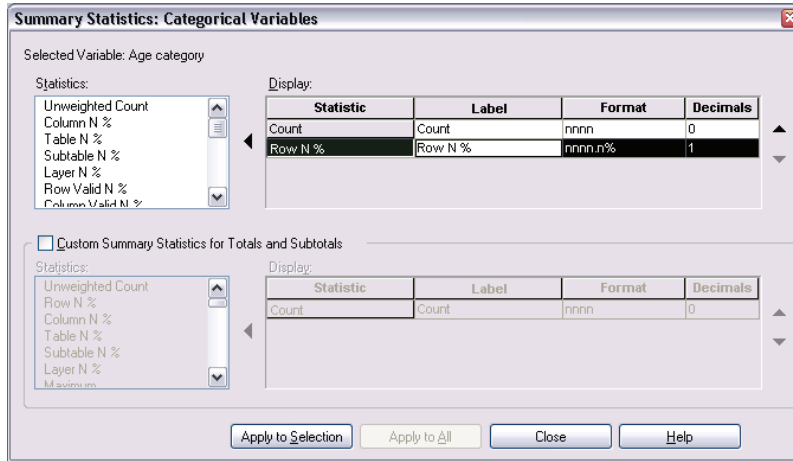 Summary Statistics: Categorical Variables
Selected Variable: Age category
Statistics:
Unweighted Count
Column N %
Table N %
Subtable N %
Layer N %
Row Valid N %
Column Valid N %
Display:
Statistic Label Format Decimals
Count Count nnnn 0
Row N % Row N % nnnn.n% 1
Custom Summary Statistics for Totals and Subtotals
Statistics:
Unweighted Count
Row N %
Column N %
Table N %
Subtable N %
Layer N %
Maximum
Display:
Statistic Label Format Decimals
Count Count nnnn 0
Apply to Selection Apply to All Close Help